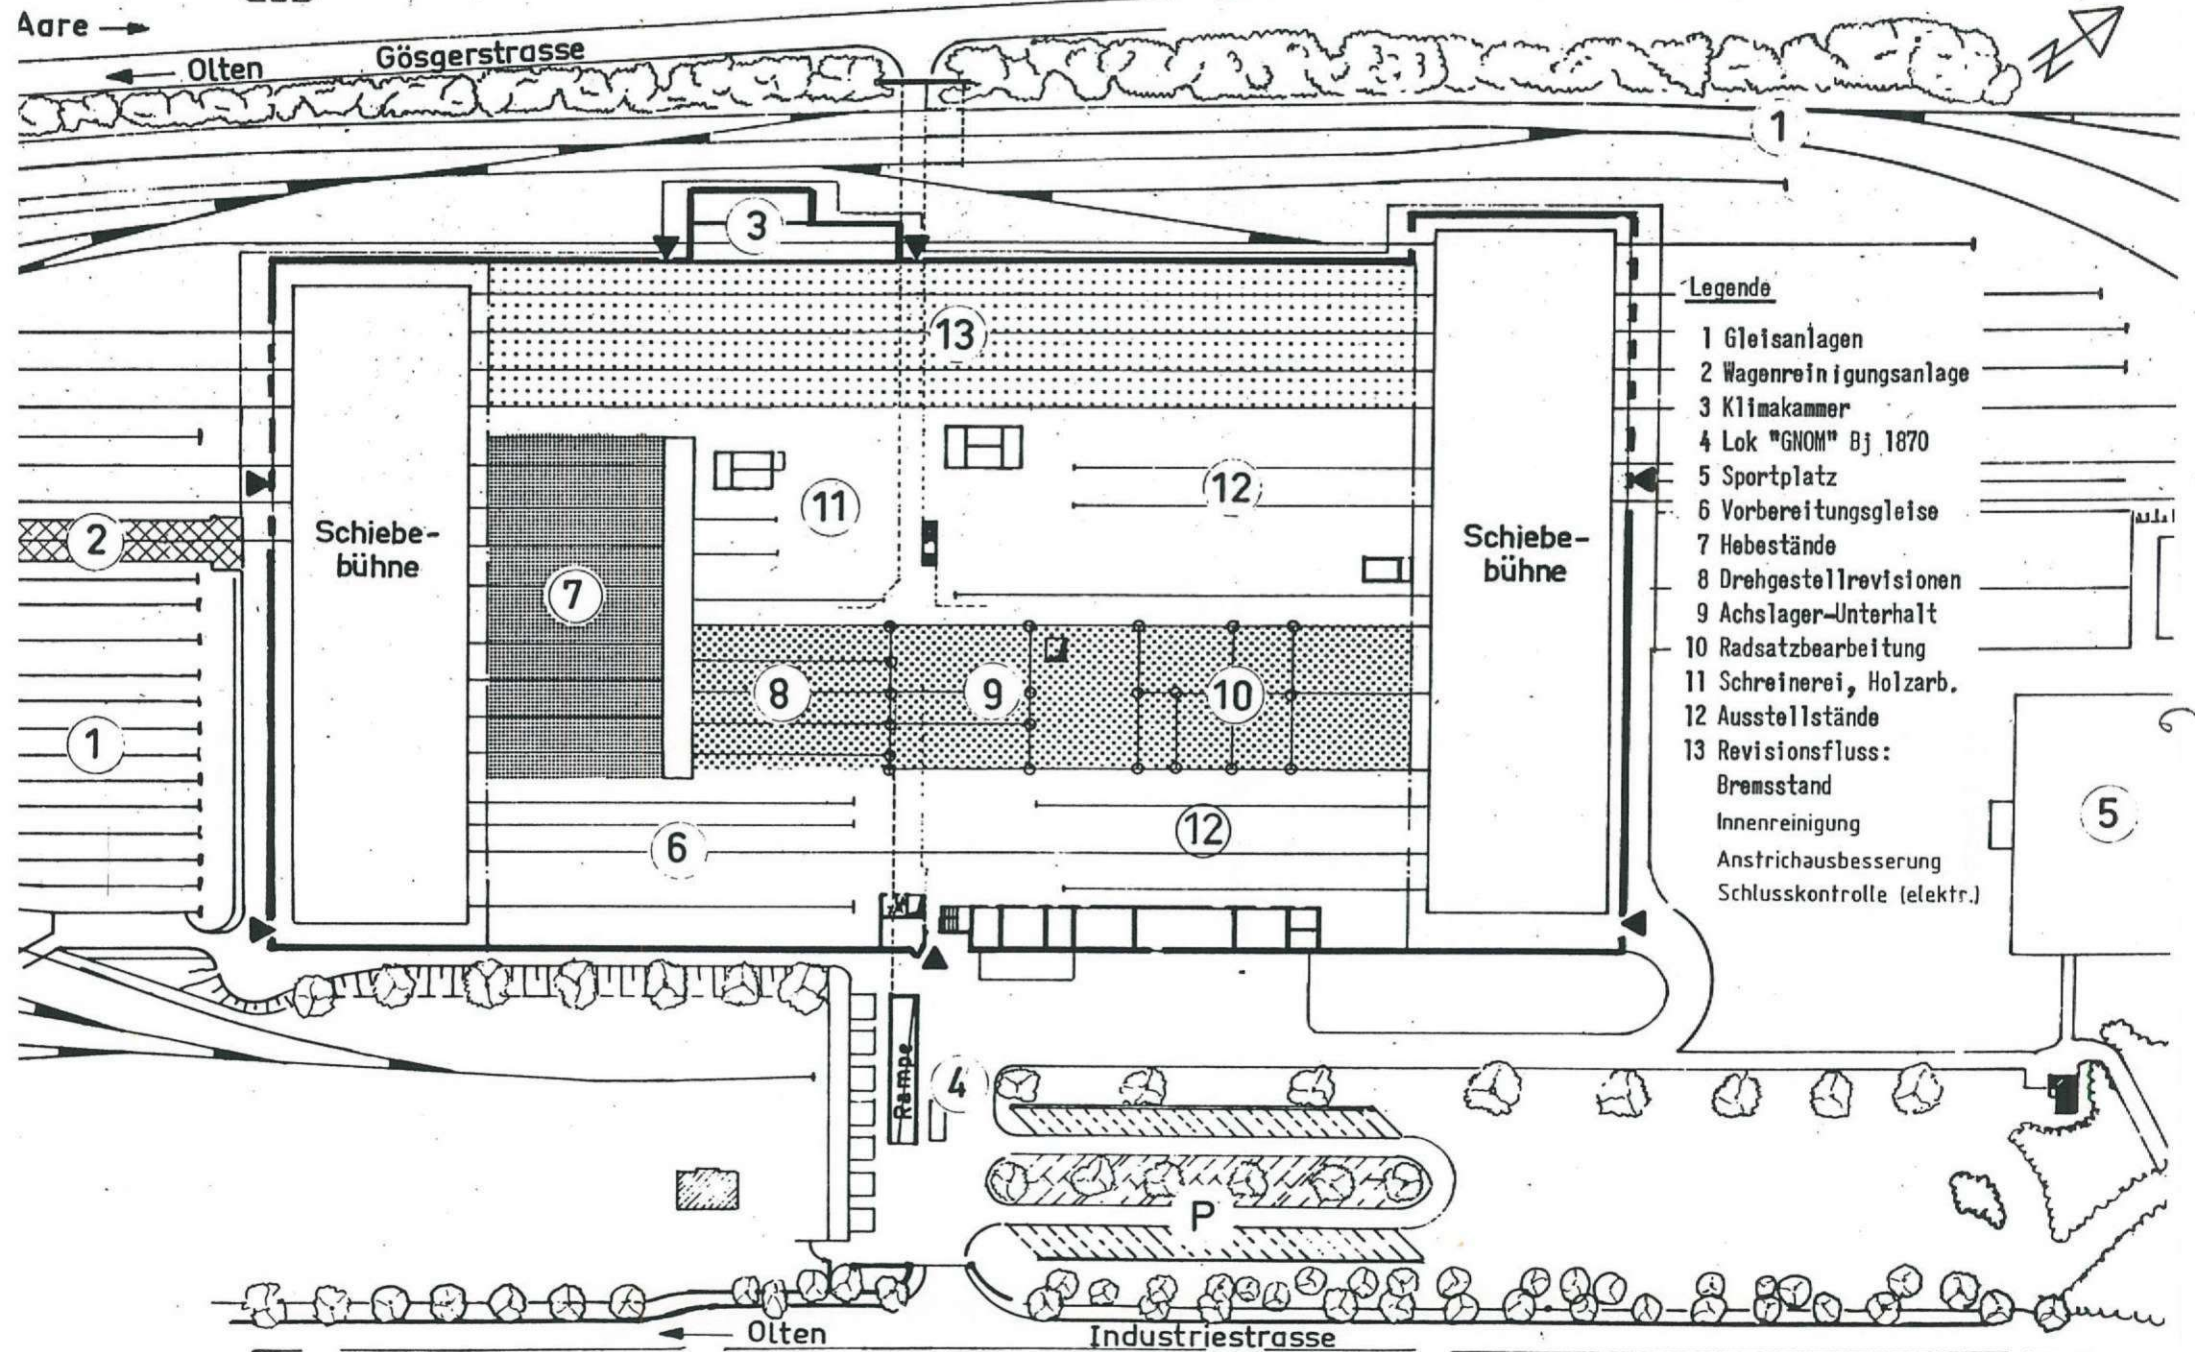 Aare
Olten
Gösgerstrasse
N
1
3
13
Legende
1 Gleisanlagen
2 Wagenreinigungsanlage
3 Klimakammer
4 Lok "GNOM" Bj 1870
5 Sportplatz
6 Vorbereitungsgleise
7 Hebestände
8 Drehgestellrevisionen
9 Achslager-Unterhalt
10 Radsatzbearbeitung
11 Schreinerei, Holzarb.
12 Ausstellstände
13 Revisionsfluss:
Bremsstand
Innenreinigung
Anstrichausbesserung
Schlusskontrolle (elektr.)
11
12
2
Schiebe-
bühne
Schiebe-
bühne
7
8
9
10
1
5
6
12
Rampe
4
P
Olten
Industriestrasse